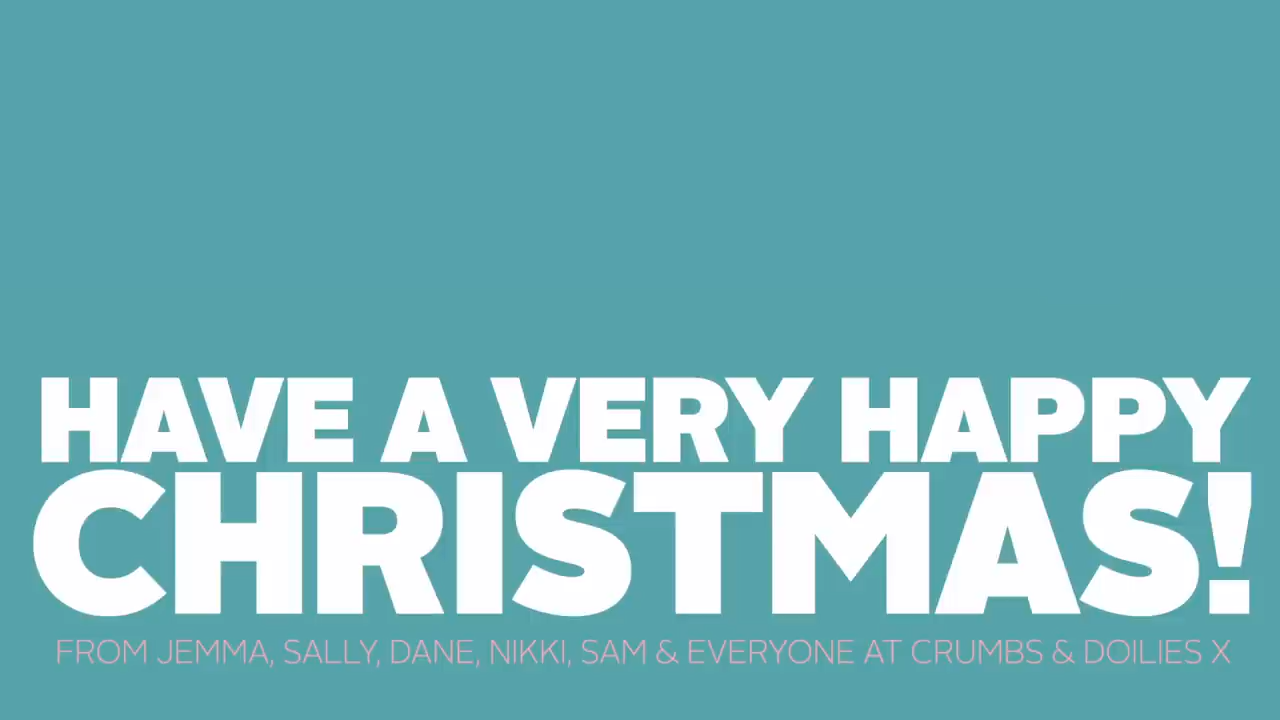 HAVE A VERY HAPPY
CHRISTMAS!
FROM JEMMA, SALLY, DANE, NIKKI, SAM & EVERYONE AT CRUMBS & DOILIES X